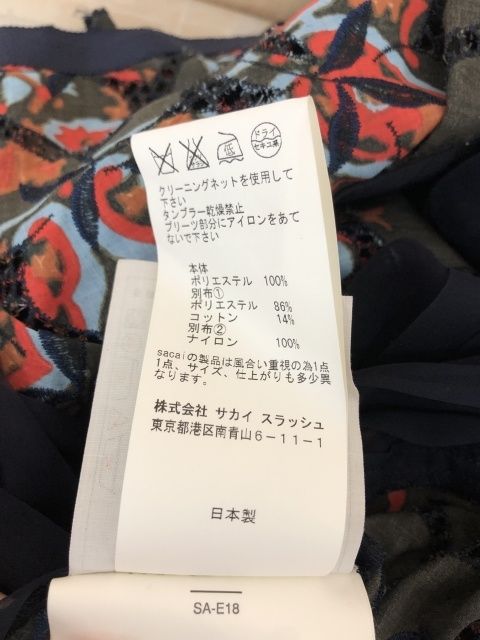 低
ドライ
セキユ系
クリーニングネットを使用して
下さい
タンブラー乾燥禁止
プリーツ部分にアイロンをあて
ないで下さい
本体
ポリエステル 100%
別布①
ポリエステル 86%
コットン 14%
別布②
ナイロン 100%
sacaiの製品は風合い重視の為1点
1点、サイズ、仕上がりも多少異
なります。
株式会社 サカイ スラッシュ
東京都港区南青山6-11-1
日本製
SA-E18